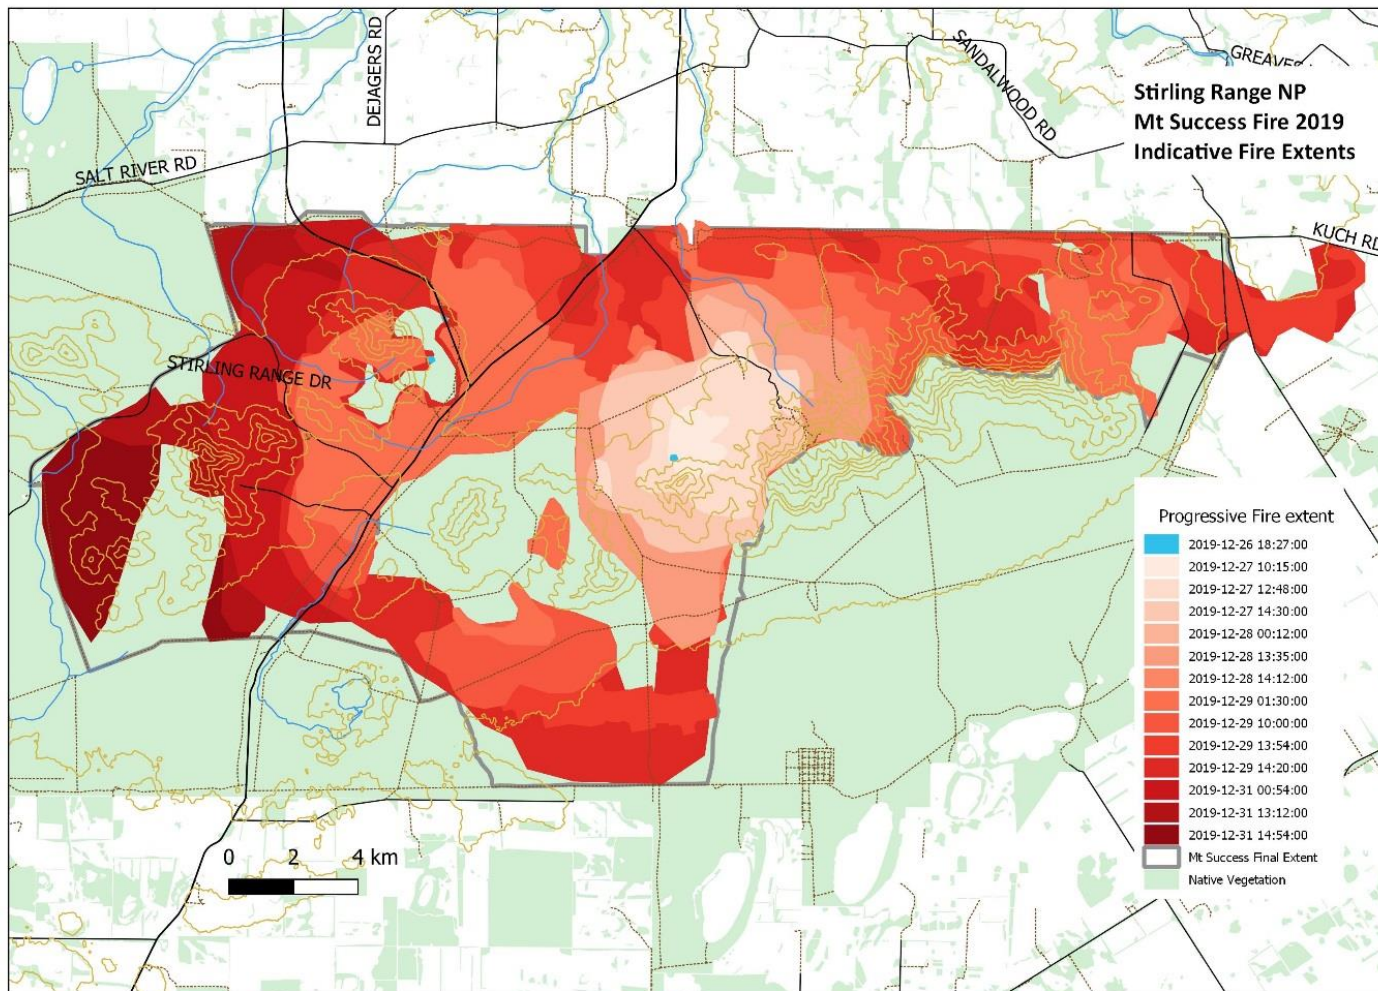 DEJAGERS RD
SANDALWOOD RD
GREAVES
Stirling Range NP
Mt Success Fire 2019
Indicative Fire Extents
SALT RIVER RD
KUCH RD
STIRLING RANGE DR
Progressive Fire extent
2019-12-26 18:27:00
2019-12-27 10:15:00
2019-12-27 12:48:00
2019-12-27 14:30:00
2019-12-28 00:12:00
2019-12-28 13:35:00
2019-12-28 14:12:00
2019-12-29 01:30:00
2019-12-29 10:00:00
2019-12-29 13:54:00
2019-12-29 14:20:00
2019-12-31 00:54:00
2019-12-31 13:12:00
2019-12-31 14:54:00
Mt Success Final Extent
Native Vegetation
0 2 4 km